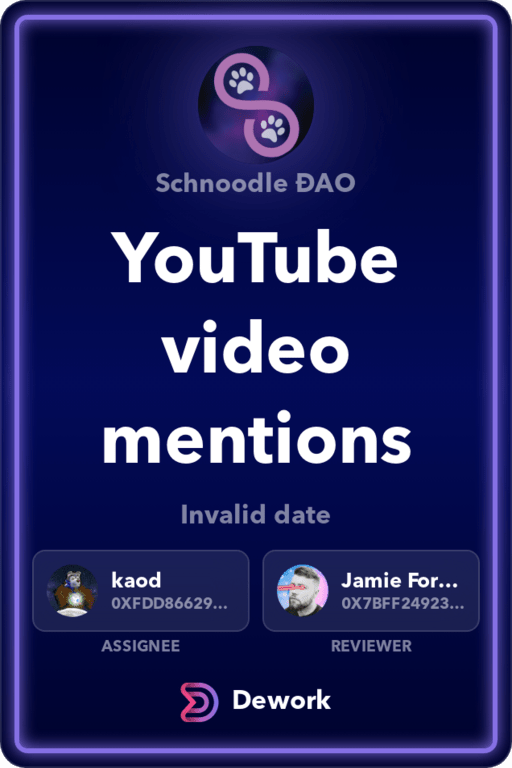 Schnoodle ĐAO
YouTube
video
mentions
Invalid date
kaod
0XFDD86629...
ASSIGNEE
Jamie For...
0X7BFF24923...
REVIEWER
Dework